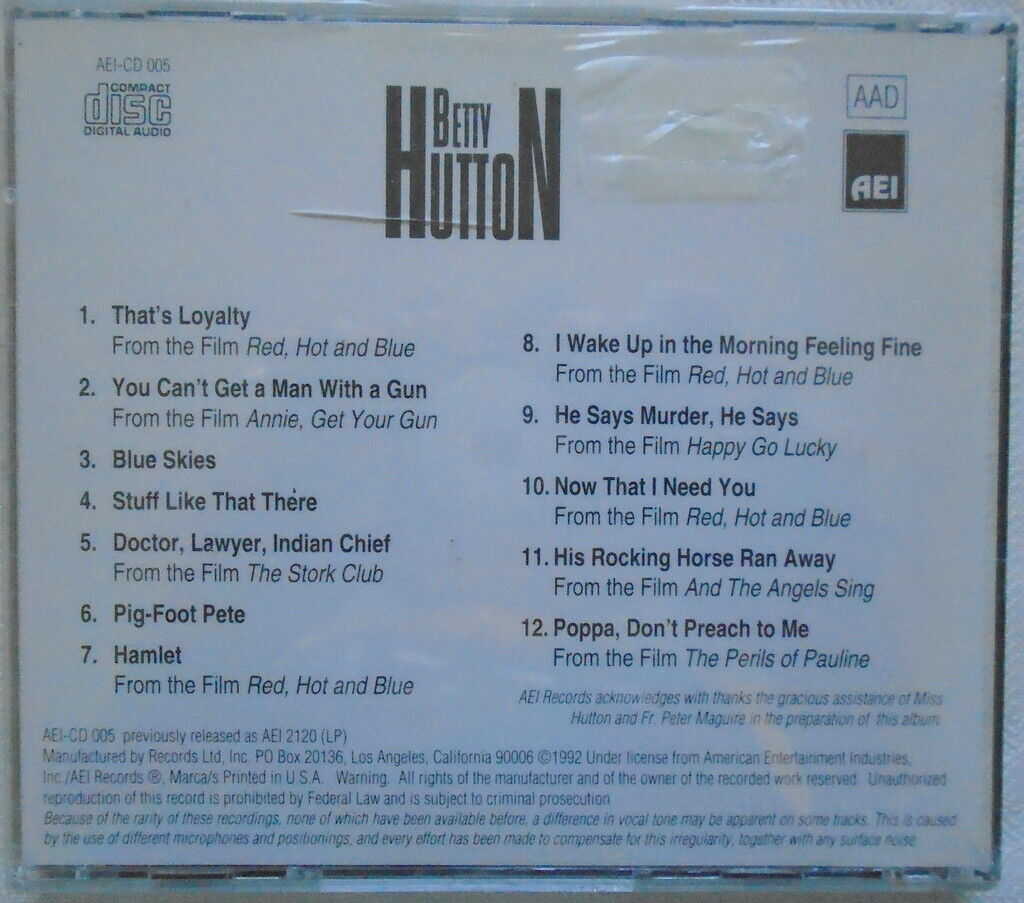 AEI-CD 005
COMPACT
disc
DIGITAL AUDIO
BETTY
HUTTON
AAD
AEI
1. That's Loyalty
From the Film Red, Hot and Blue
2. You Can't Get a Man With a Gun
From the Film Annie, Get Your Gun
3. Blue Skies
4. Stuff Like That There
5. Doctor, Lawyer, Indian Chief
From the Film The Stork Club
6. Pig-Foot Pete
7. Hamlet
From the Film Red, Hot and Blue
8. I Wake Up in the Morning Feeling Fine
From the Film Red, Hot and Blue
9. He Says Murder, He Says
From the Film Happy Go Lucky
10. Now That I Need You
From the Film Red, Hot and Blue
11. His Rocking Horse Ran Away
From the Film And The Angels Sing
12. Poppa, Don't Preach to Me
From the Film The Perils of Pauline
AEI Records acknowledges with thanks the gracious assistance of Miss
Hutton and Fr. Peter Maguire in the preparation of this album.
AEI-CD 005 previously released as AEI 2120 (LP)
Manufactured by Records Ltd, Inc. PO Box 20136, Los Angeles, California 90006 ©1992 Under license from American Entertainment Industries,
Inc./AEI Records ®, Marca/s Printed in U.S.A. Warning. All rights of the manufacturer and of the owner of the recorded work reserved. Unauthorized
reproduction of this record is prohibited by Federal Law and is subject to criminal prosecution
Because of the rarity of these recordings, none of which have been available before, a difference in vocal tone may be apparent on some tracks. This is caused
by the use of different microphones and positionings, and every effort has been made to compensate for this irregularity, together with any surface noise.